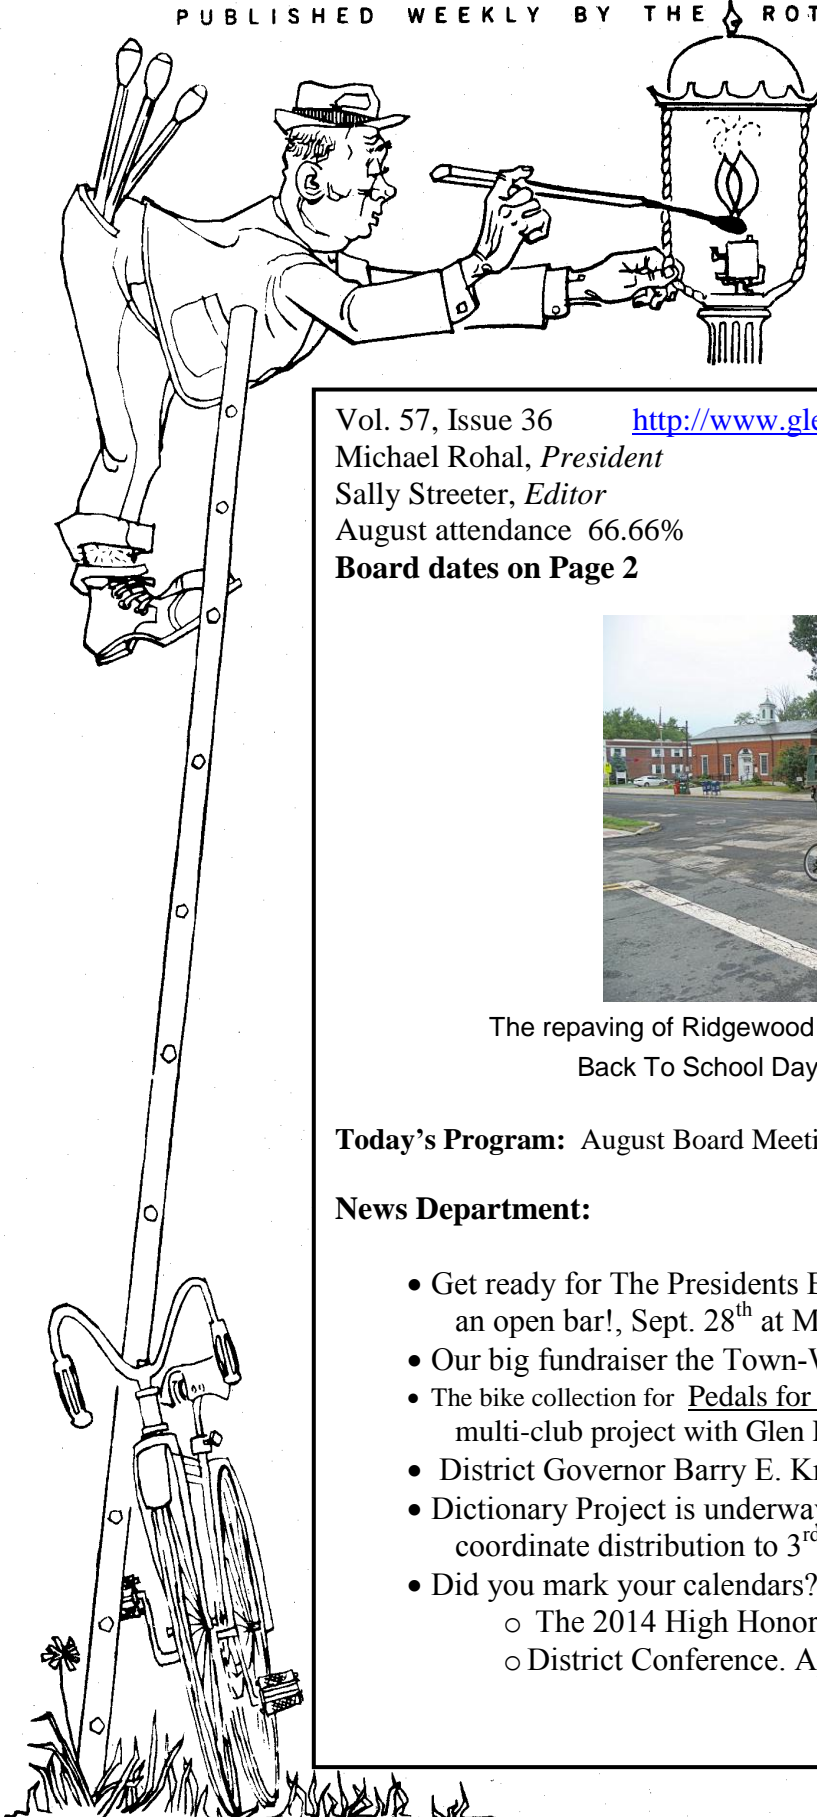 PUBLISHED WEEKLY BY THE ROT
Vol. 57, Issue 36 http://www.gle
Michael Rohal, President
Sally Streeter, Editor
August attendance 66.66%
Board dates on Page 2
The repaving of Ridgewood
Back To School Day
Today's Program: August Board Meeti
News Department:
• Get ready for The Presidents
an open bar!, Sept. 28th at M
• Our big fundraiser the Town-W
• The bike collection for Pedals for
multi-club project with Glen
• District Governor Barry E. Kr
• Dictionary Project is underway
coordinate distribution to 3rd
• Did you mark your calendars?
o The 2014 High Honor
o District Conference. A